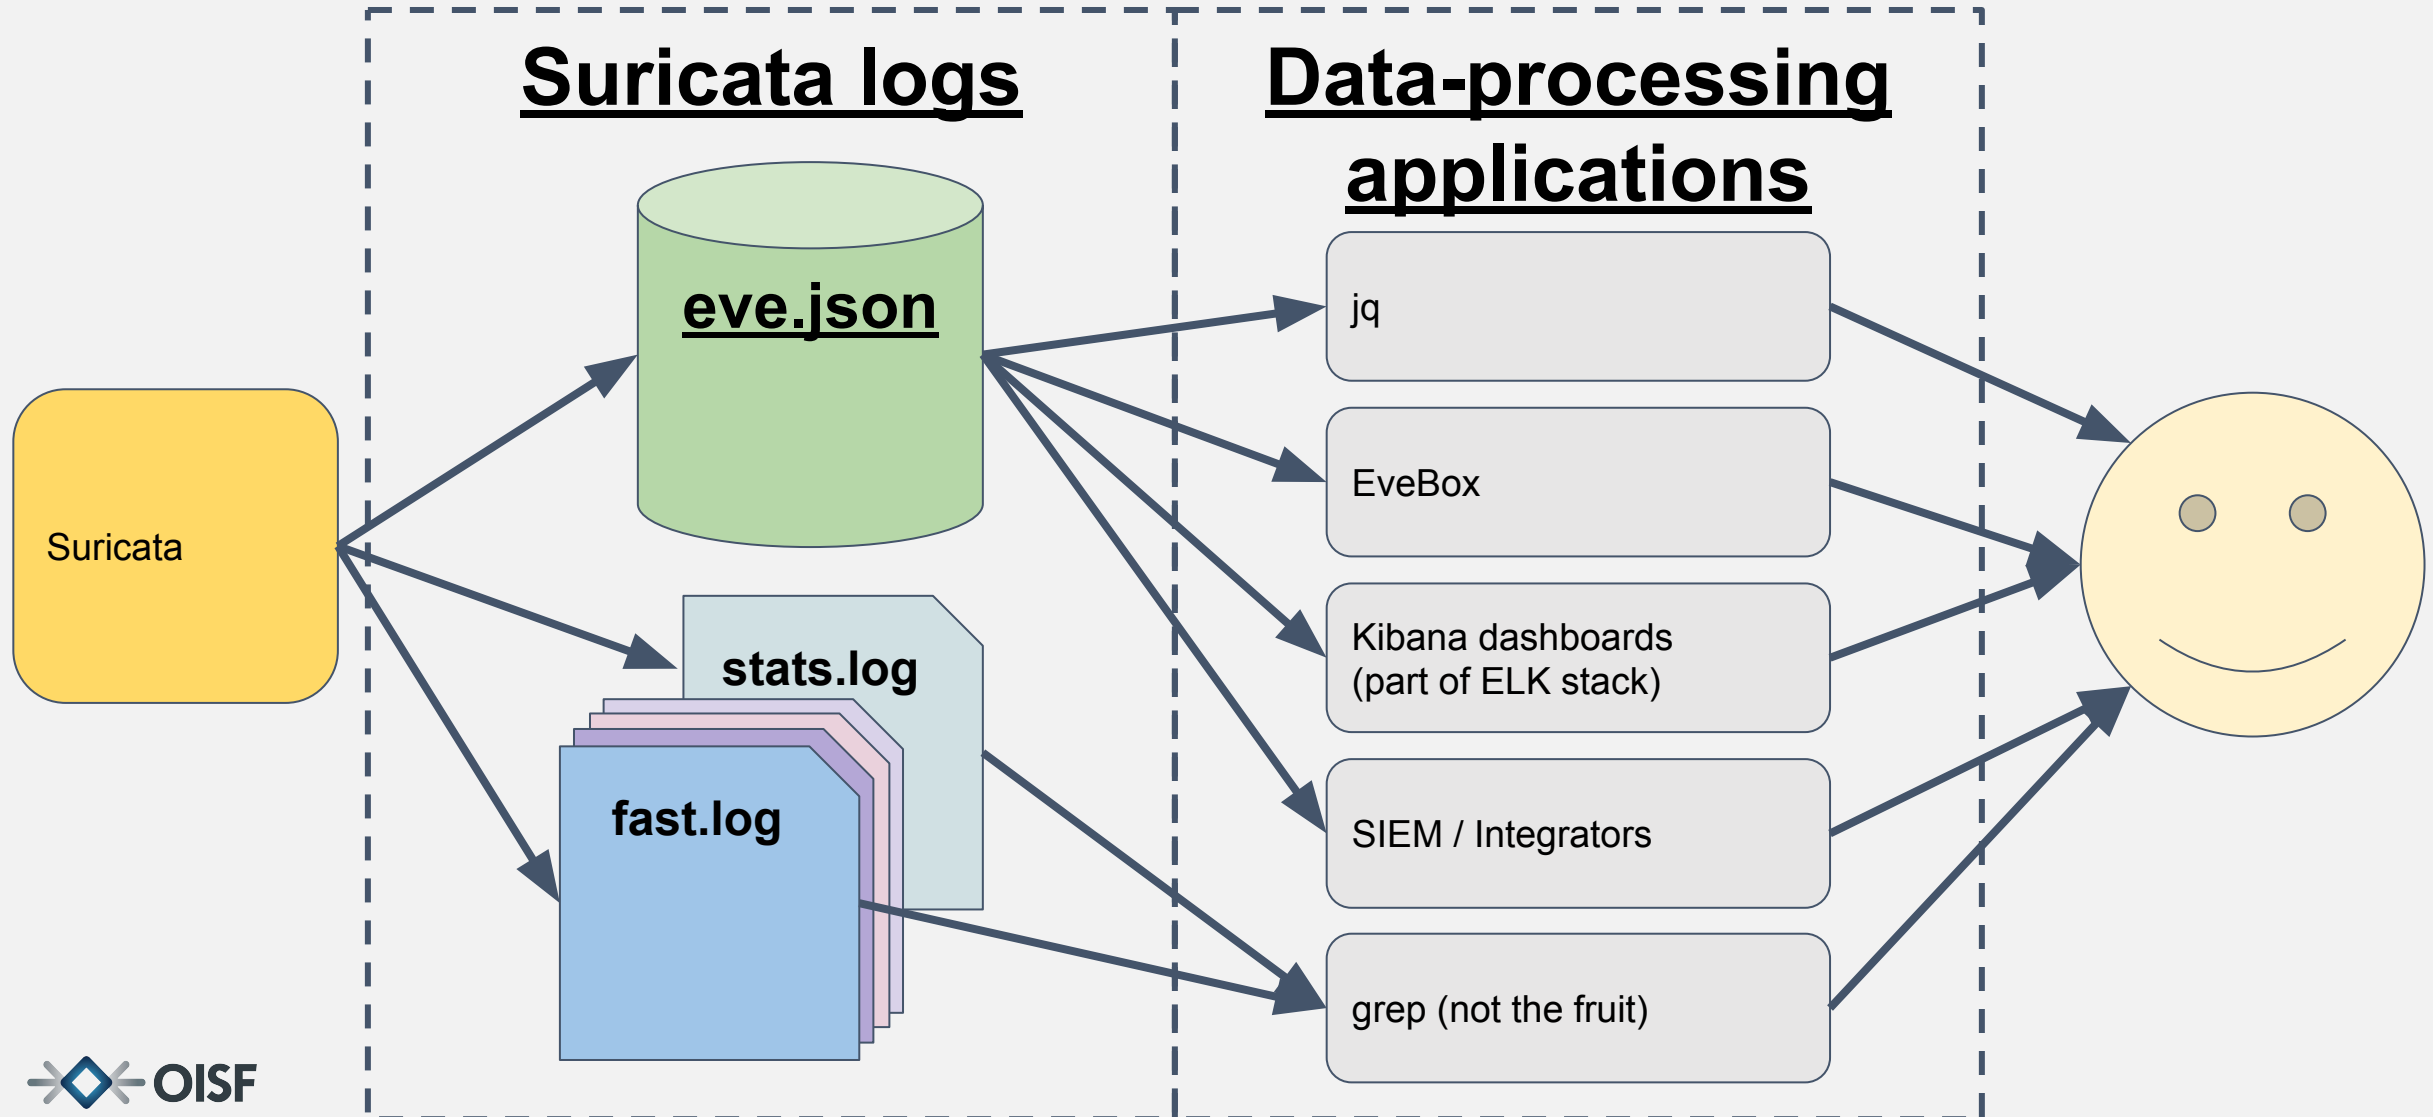 Suricata logs
Data-processing
applications
eve.json
jq
EveBox
Suricata
Kibana dashboards
(part of ELK stack)
stats.log
fast.log
SIEM / Integrators
grep (not the fruit)
OISF